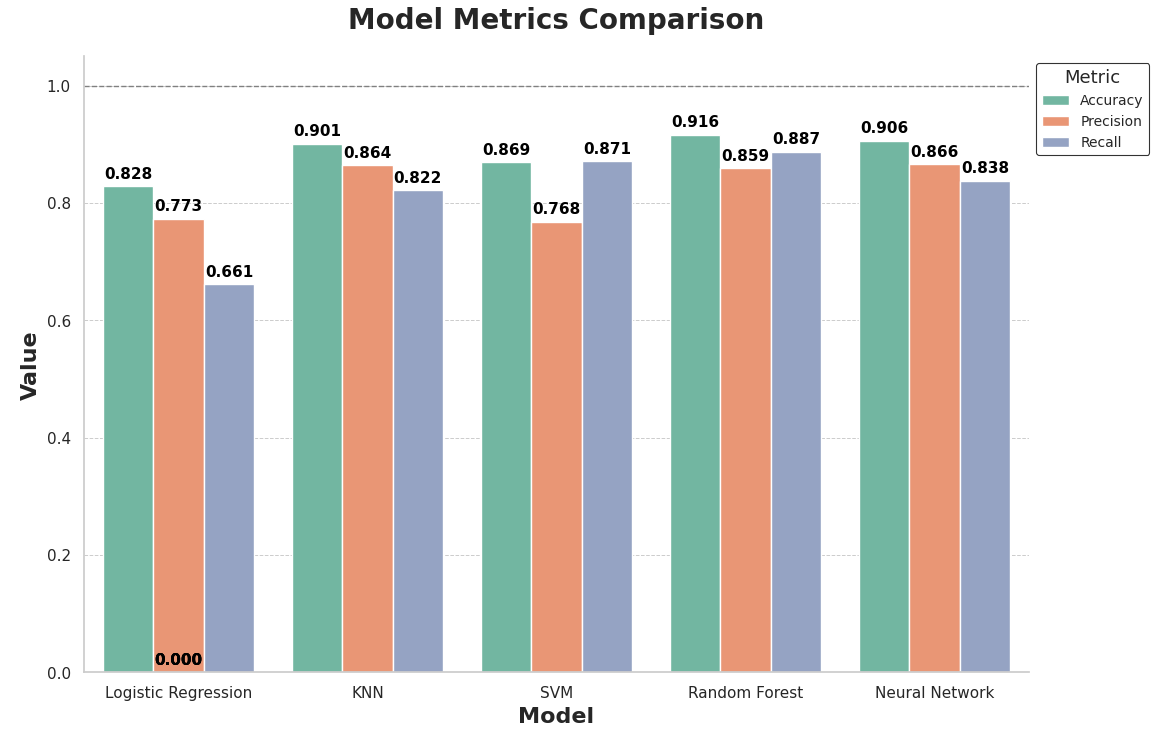 Model Metrics Comparison
Metric
Accuracy
Precision
Recall
Value
1.0
0.8
0.6
0.4
0.2
0.0
0.828
0.773
0.661
0.000
0.901
0.864
0.822
0.869
0.768
0.871
0.916
0.859
0.887
0.906
0.866
0.838
Logistic Regression
KNN
SVM
Random Forest
Neural Network
Model